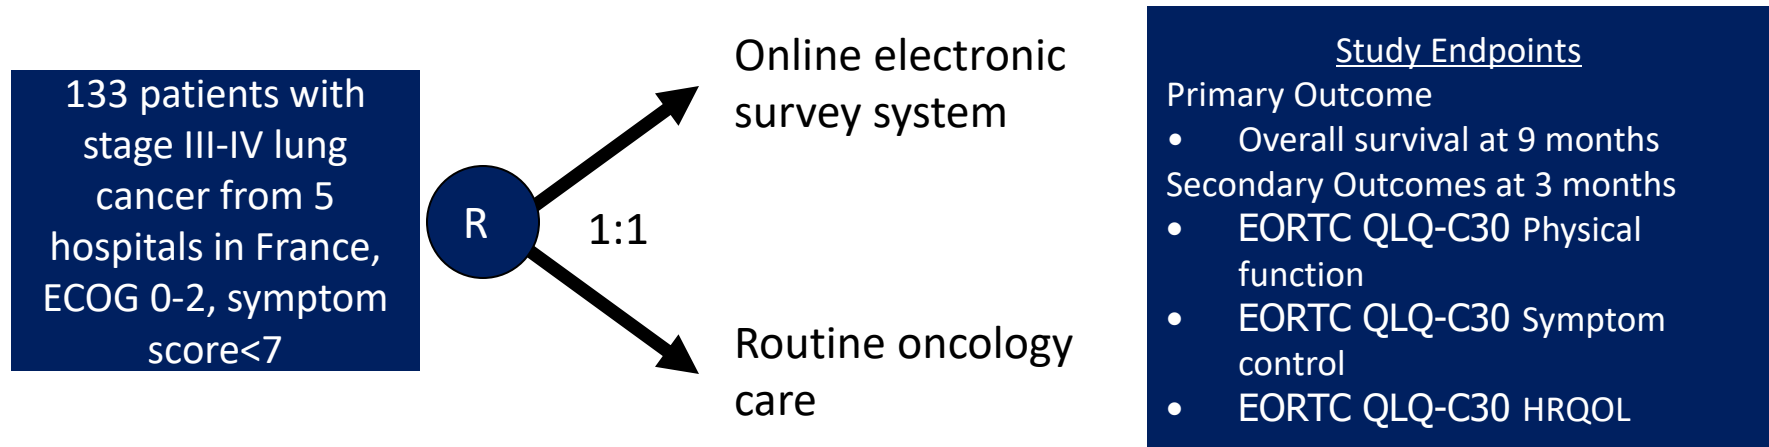 133 patients with
stage III-IV lung
cancer from 5
hospitals in France,
ECOG 0-2, symptom
score<7
R
1:1
Online electronic
survey system
Routine oncology
care
Study Endpoints
Primary Outcome
• Overall survival at 9 months
Secondary Outcomes at 3 months
• EORTC QLQ-C30 Physical
function
• EORTC QLQ-C30 Symptom
control
• EORTC QLQ-C30 HRQOL